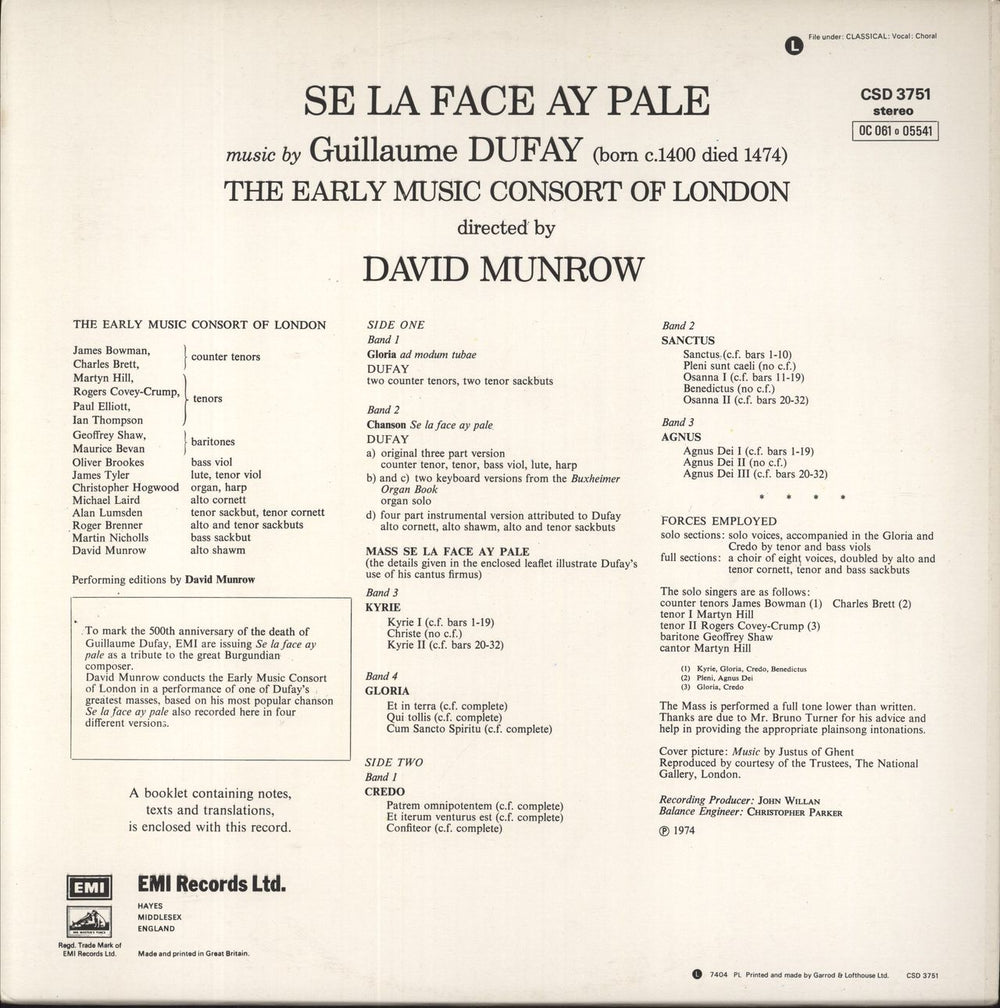 L File under: CLASSICAL: Vocal: Choral
SE LA FACE AY PALE
CSD 3751
stereo
OC 061 o 05541
music by Guillaume DUFAY (born c.1400 died 1474)
THE EARLY MUSIC CONSORT OF LONDON
directed by
DAVID MUNROW
THE EARLY MUSIC CONSORT OF LONDON
James Bowman,
Charles Brett,
counter tenors
Martyn Hill,
Rogers Covey-Crump,
Paul Elliott,
Ian Thompson
tenors
Geoffrey Shaw,
Maurice Bevan
baritones
Oliver Brookes bass viol
James Tyler lute, tenor viol
Christopher Hogwood organ, harp
Michael Laird alto cornett
Alan Lumsden tenor sackbut, tenor cornett
Roger Brenner alto and tenor sackbuts
Martin Nicholls bass sackbut
David Munrow alto shawm
Performing editions by David Munrow
To mark the 500th anniversary of the death of
Guillaume Dufay, EMI are issuing Se la face ay
pale as a tribute to the great Burgundian
composer.
David Munrow conducts the Early Music Consort
of London in a performance of one of Dufay's
greatest masses, based on his most popular chanson
Se la face ay pale also recorded here in four
different versions.
A booklet containing notes,
texts and translations,
is enclosed with this record.
SIDE ONE
Band 1
Gloria ad modum tubae
DUFAY
two counter tenors, two tenor sackbuts
Band 2
Chanson Se la face ay pale
DUFAY
a) original three part version
counter tenor, tenor, bass viol, lute, harp
b) and c) two keyboard versions from the Buxheimer
Organ Book
organ solo
d) four part instrumental version attributed to Dufay
alto cornett, alto shawm, alto and tenor sackbuts
MASS SE LA FACE AY PALE
(the details given in the enclosed leaflet illustrate Dufay's
use of his cantus firmus)
Band 3
KYRIE
Kyrie I (c.f. bars 1-19)
Christe (no c.f.)
Kyrie II (c.f. bars 20-32)
Band 4
GLORIA
Et in terra (c.f. complete)
Qui tollis (c.f. complete)
Cum Sancto Spiritu (c.f. complete)
SIDE TWO
Band 1
CREDO
Patrem omnipotentem (c.f. complete)
Et iterum venturus est (c.f. complete)
Confiteor (c.f. complete)
Band 2
SANCTUS
Sanctus (c.f. bars 1-10)
Pleni sunt caeli (no c.f.)
Osanna I (c.f. bars 11-19)
Benedictus (no c.f.)
Osanna II (c.f. bars 20-32)
Band 3
AGNUS
Agnus Dei I (c.f. bars 1-19)
Agnus Dei II (no c.f.)
Agnus Dei III (c.f. bars 20-32)
* * * *
FORCES EMPLOYED
solo sections: solo voices, accompanied in the Gloria and
Credo by tenor and bass viols
full sections: a choir of eight voices, doubled by alto and
tenor cornett, tenor and bass sackbuts
The solo singers are as follows:
counter tenors James Bowman (1) Charles Brett (2)
tenor I Martyn Hill
tenor II Rogers Covey-Crump (3)
baritone Geoffrey Shaw
cantor Martyn Hill
(1) Kyrie, Gloria, Credo, Benedictus
(2) Pleni, Agnus Dei
(3) Gloria, Credo
The Mass is performed a full tone lower than written.
Thanks are due to Mr. Bruno Turner for his advice and
help in providing the appropriate plainsong intonations.
Cover picture: Music by Justus of Ghent
Reproduced by courtesy of the Trustees, The National
Gallery, London.
Recording Producer: JOHN WILLAN
Balance Engineer: CHRISTOPHER PARKER
℗ 1974
EMI
EMI Records Ltd.
HAYES
MIDDLESEX
ENGLAND
HIS MASTER'S VOICE
Regd. Trade Mark of
EMI Records Ltd.
Made and printed in Great Britain.
L 7404 PL Printed and made by Garrod & Lofthouse Ltd. CSD 3751